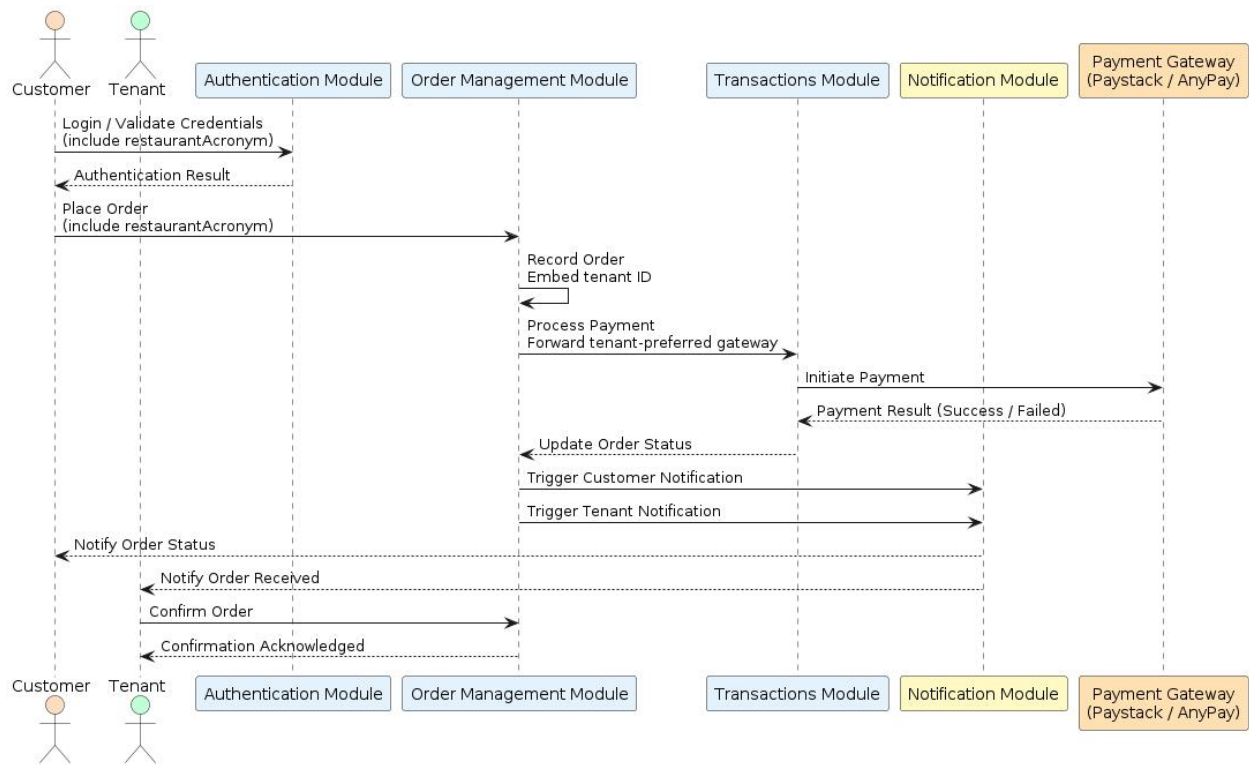 Customer
Tenant
Authentication Module
Order Management Module
Transactions Module
Notification Module
Payment Gateway
(Paystack / AnyPay)
Login / Validate Credentials
(include restaurantAcronym)
Authentication Result
Place Order
(include restaurantAcronym)
Record Order
Embed tenant ID
Process Payment
Forward tenant-preferred gateway
Initiate Payment
Payment Result (Success / Failed)
Update Order Status
Trigger Customer Notification
Trigger Tenant Notification
Notify Order Status
Notify Order Received
Confirm Order
Confirmation Acknowledged
Customer
Tenant
Authentication Module
Order Management Module
Transactions Module
Notification Module
Payment Gateway
(Paystack / AnyPay)